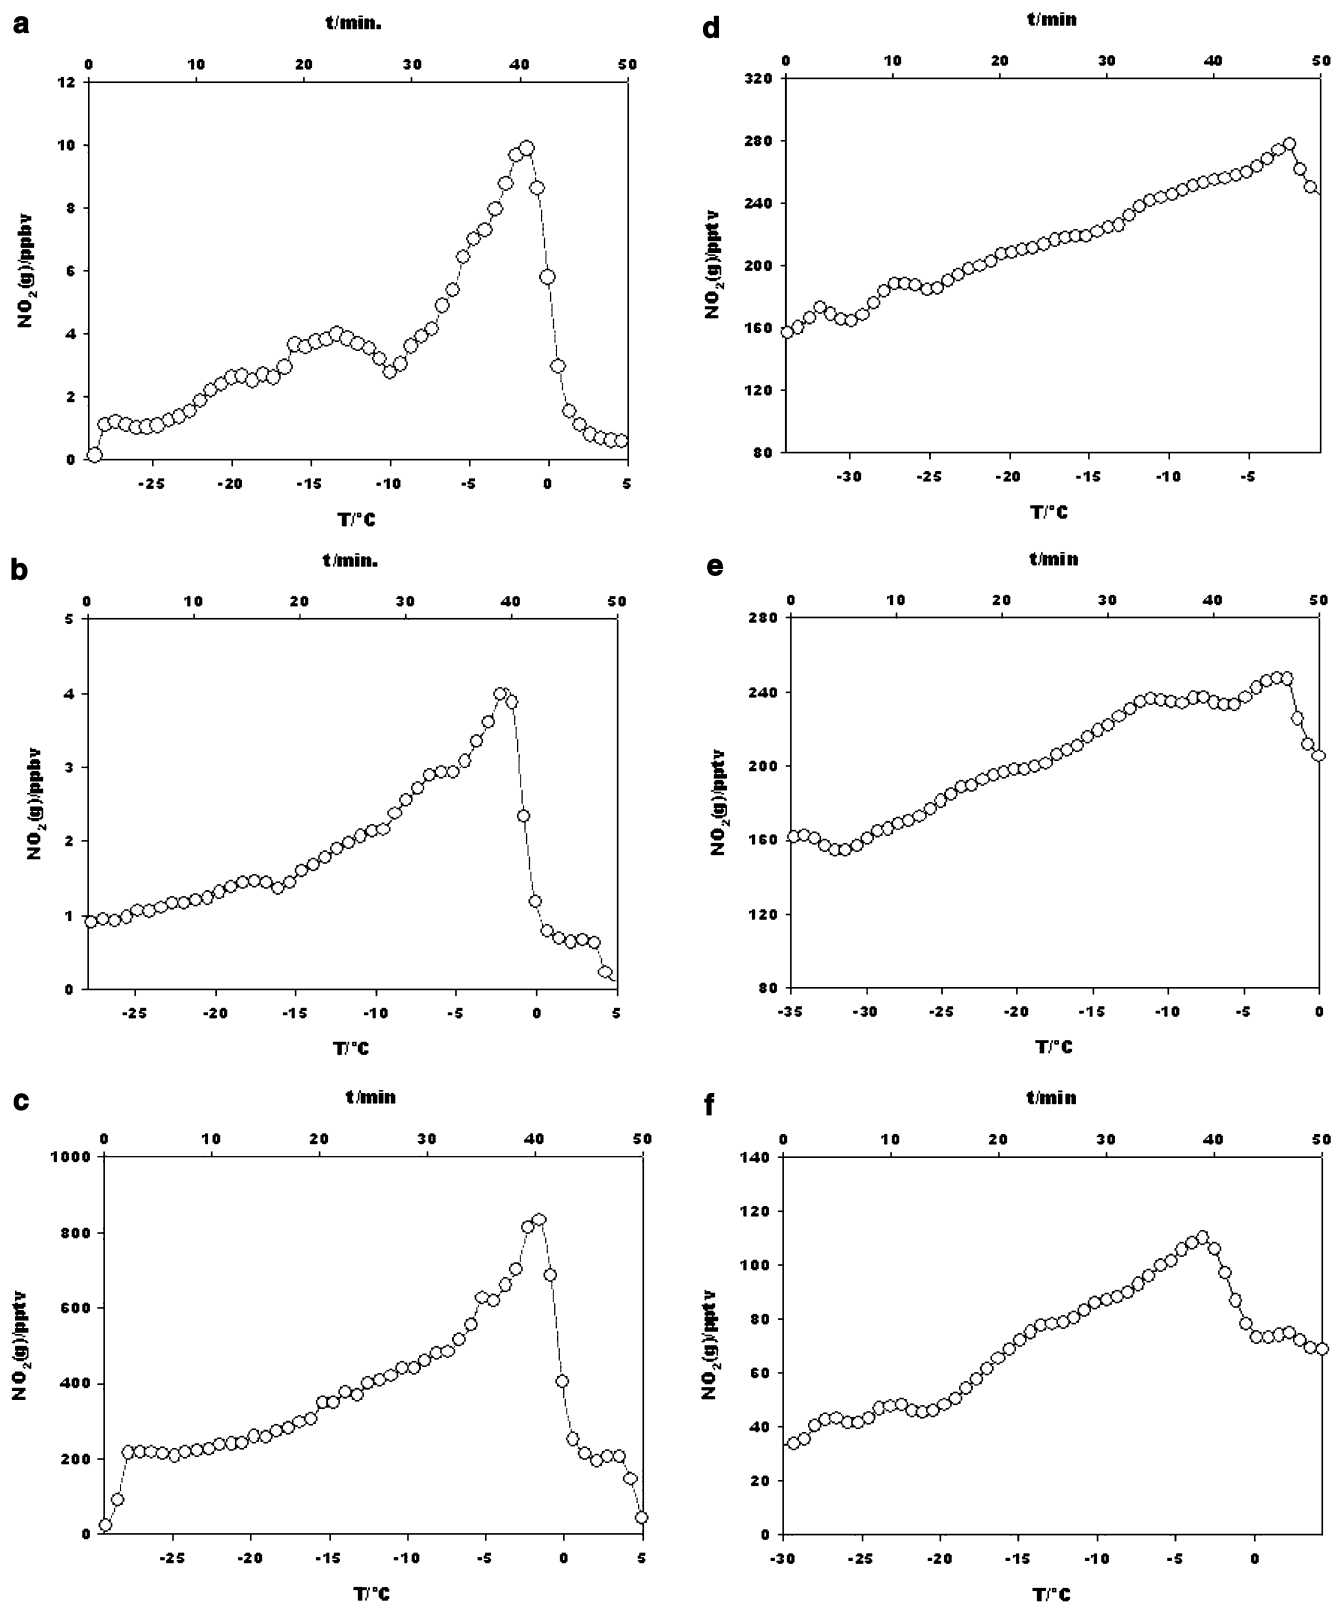 a
t/min.
0 10 20 30 40 50
12
10
8
6
4
2
0
NO2(g)/ppbv
-25 -20 -15 -10 -5 0 5
T/°C
d
t/min
0 10 20 30 40 50
320
280
240
200
160
120
80
NO2(g)/pptv
-30 -25 -20 -15 -10 -5
T/°C
b
t/min.
0 10 20 30 40 50
5
4
3
2
1
0
NO2(g)/ppbv
-25 -20 -15 -10 -5 0 5
T/°C
e
t/min
0 10 20 30 40 50
280
240
200
160
120
80
NO2(g)/pptv
-35 -30 -25 -20 -15 -10 -5 0
T/°C
c
t/min
0 10 20 30 40 50
1000
800
600
400
200
0
NO2(g)/pptv
-25 -20 -15 -10 -5 0 5
T/°C
f
t/min
0 10 20 30 40 50
140
120
100
80
60
40
20
0
NO2(g)/pptv
-30 -25 -20 -15 -10 -5 0
T/°C